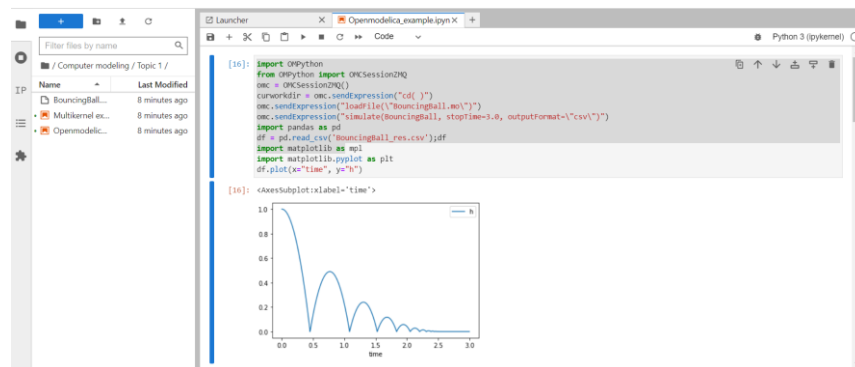 Launcher
Openmodelica_example.ipyn
Filter files by name
Code
Python 3 (ipykernel)
/ Computer modeling / Topic 1 /
Name
Last Modified
BouncingBall....
8 minutes ago
Multikernel ex...
8 minutes ago
Openmodelic...
8 minutes ago
IP
[16]:
import OMPython
from OMPython import OMCSessionZMQ
omc = OMCSessionZMQ()
curworkdir = omc.sendExpression("cd( )")
omc.sendExpression("loadFile(\"BouncingBall.mo\")")
omc.sendExpression("simulate(BouncingBall, stopTime=3.0, outputFormat=\"csv\")")
import pandas as pd
df = pd.read_csv('BouncingBall_res.csv');df
import matplotlib as mpl
import matplotlib.pyplot as plt
df.plot(x="time", y="h")
[16]: <AxesSubplot:xlabel='time'>
h
1.0
0.8
0.6
0.4
0.2
0.0
0.0 0.5 1.0 1.5 2.0 2.5 3.0
time